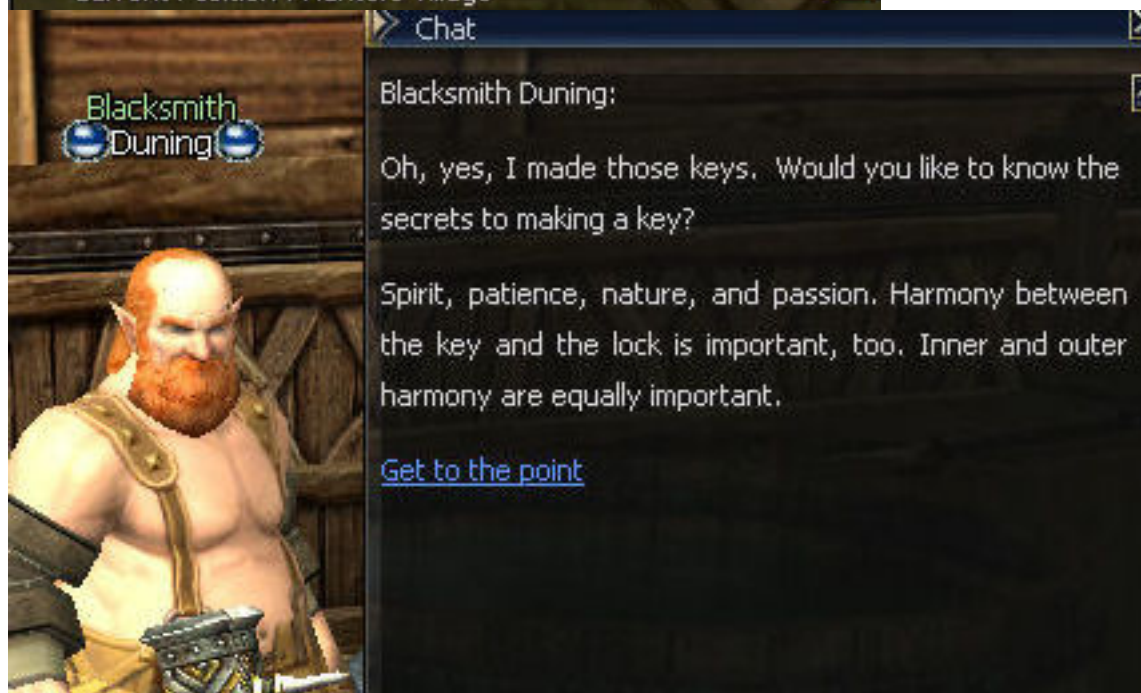 Chat
Blacksmith
Duning
Blacksmith Duning:
Oh, yes, I made those keys. Would you like to know the
secrets to making a key?
Spirit, patience, nature, and passion. Harmony between
the key and the lock is important, too. Inner and outer
harmony are equally important.
Get to the point